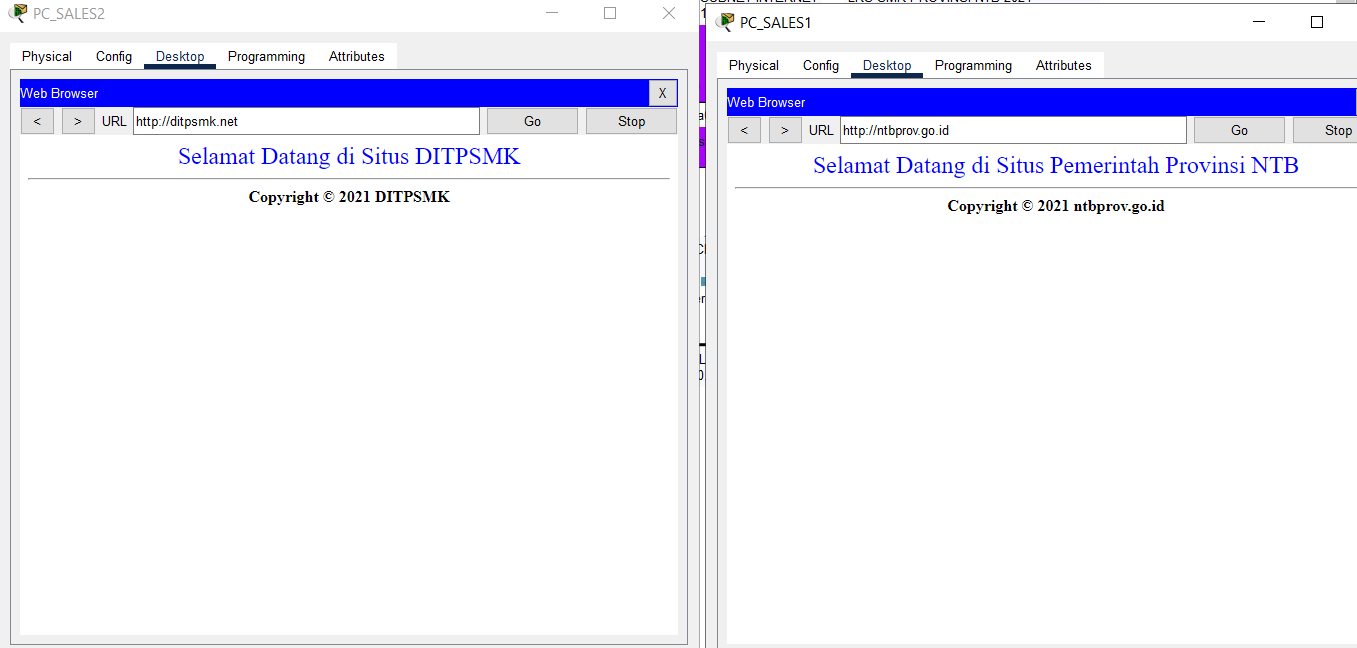 PC_SALES2
Physical Config Desktop Programming Attributes
Web Browser X
< > URL http://ditpsmk.net Go Stop
Selamat Datang di Situs DITPSMK
Copyright © 2021 DITPSMK
PC_SALES1
Physical Config Desktop Programming Attributes
Web Browser
< > URL http://ntbprov.go.id Go Stop
Selamat Datang di Situs Pemerintah Provinsi NTB
Copyright © 2021 ntbprov.go.id